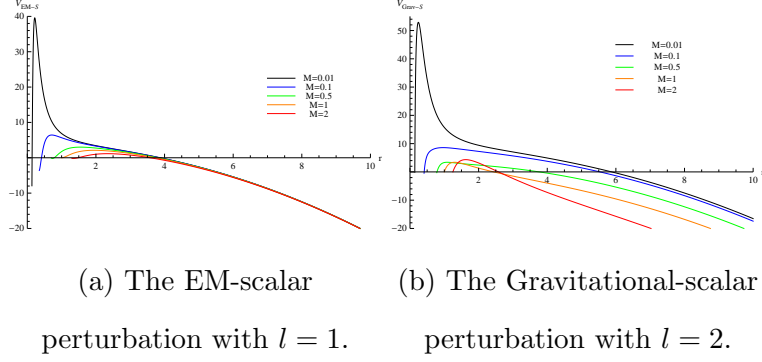 V_EM-S
40
30
20
10
-10
-20
2
4
6
8
10
r
M=0.01
M=0.1
M=0.5
M=1
M=2
V_Grav-S
50
40
30
20
10
0
-10
-20
2
4
6
8
10
M=0.01
M=0.1
M=0.5
M=1
M=2
(a) The EM-scalar
perturbation with l = 1.
(b) The Gravitational-scalar
perturbation with l = 2.